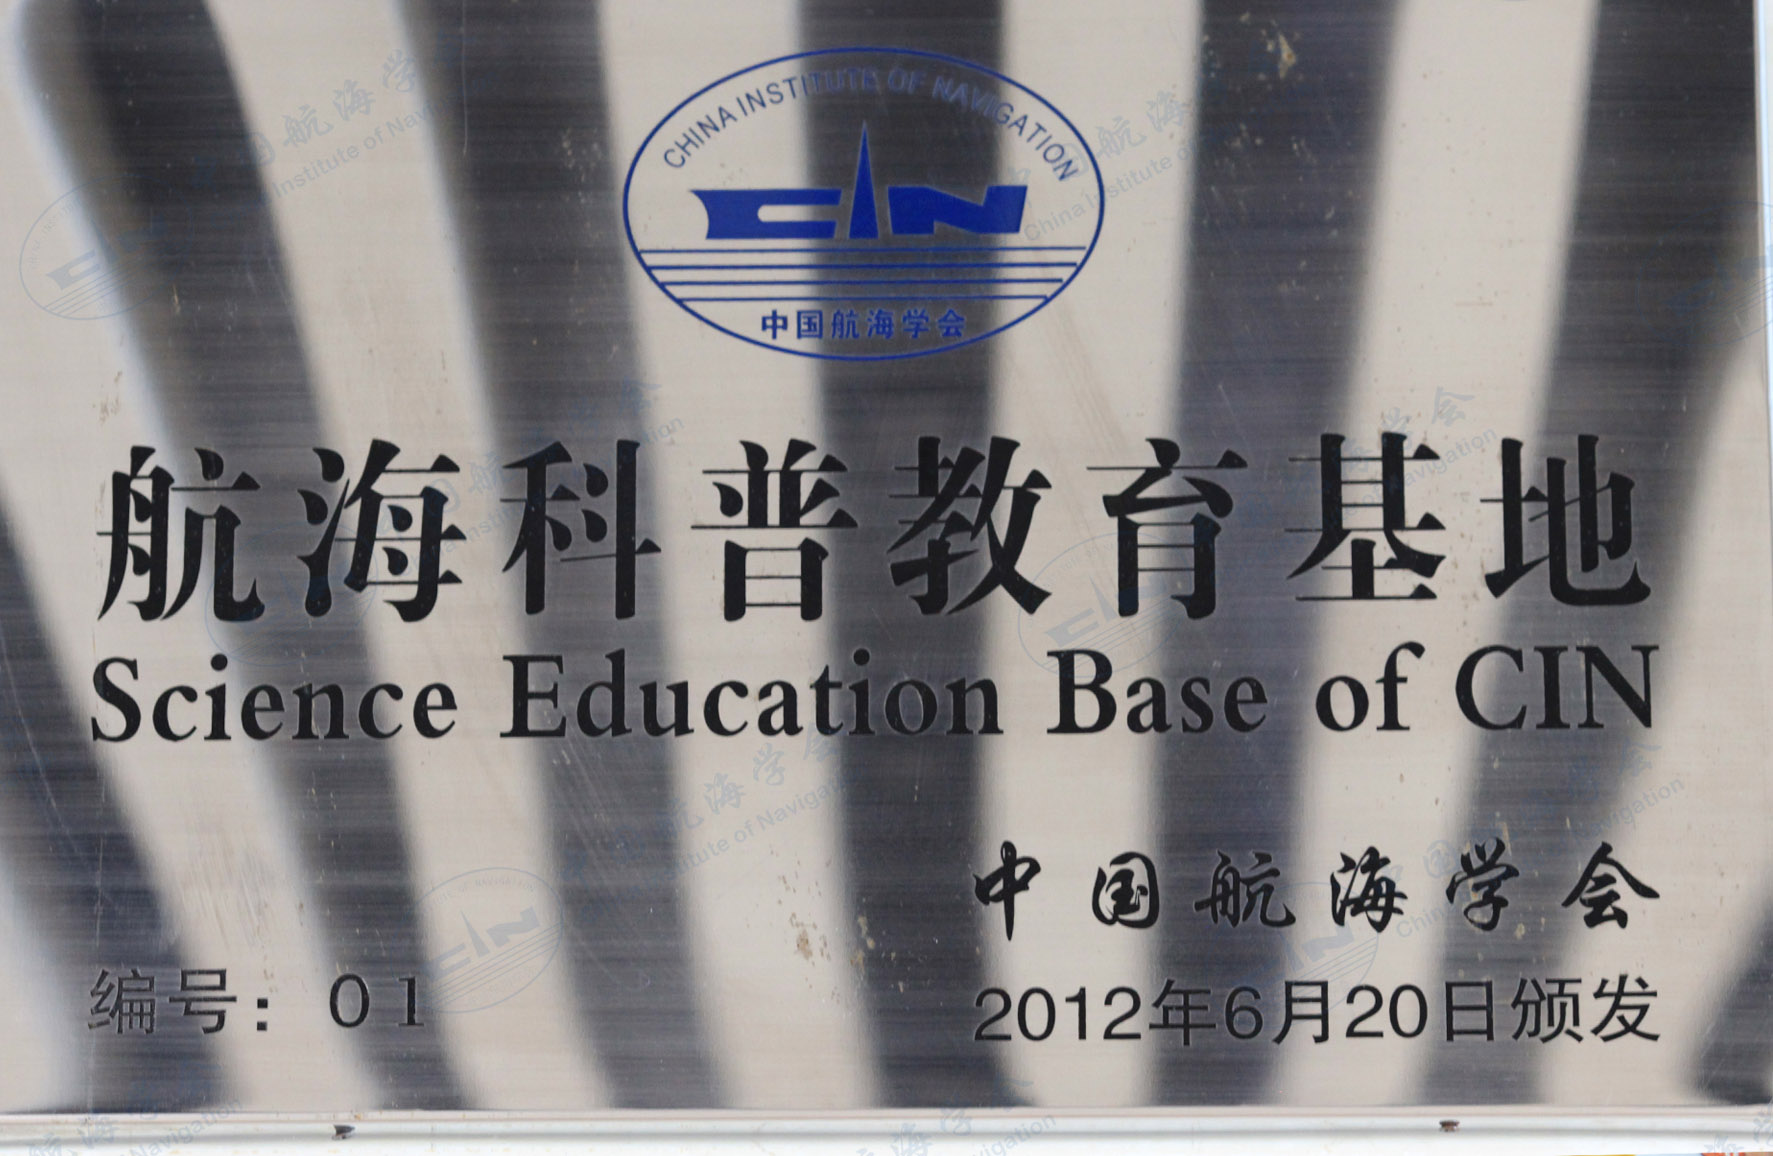 CHINA INSTITUTE OF NAVIGATION
CIN
中国航海学会
航海科普教育基地
Science Education Base of CIN
中国航海学会
编号：01
2012年6月20日颁发